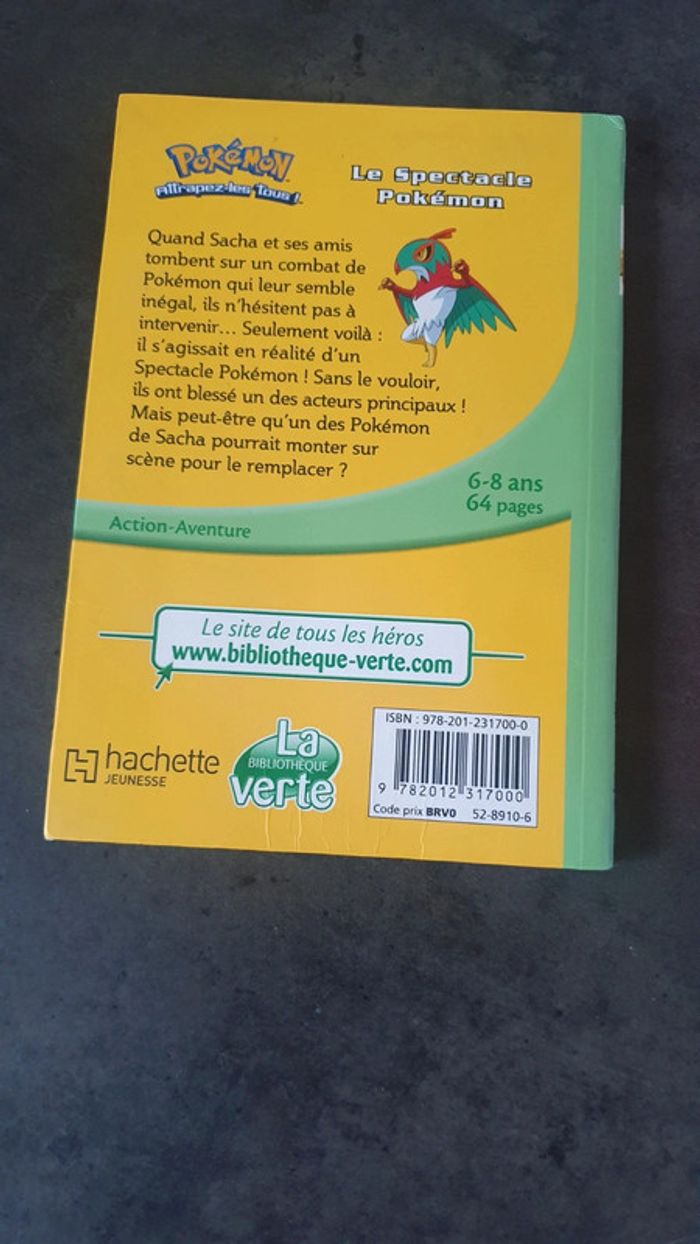 POKéMON
Attrapez-les tous !
Le Spectacle
Pokémon
Quand Sacha et ses amis
tombent sur un combat de
Pokémon qui leur semble
inégal, ils n'hésitent pas à
intervenir... Seulement voilà :
il s'agissait en réalité d'un
Spectacle Pokémon ! Sans le vouloir,
ils ont blessé un des acteurs principaux !
Mais peut-être qu'un des Pokémon
de Sacha pourrait monter sur
scène pour le remplacer ?
6-8 ans
64 pages
Action-Aventure
Le site de tous les héros
www.bibliotheque-verte.com
hachette
JEUNESSE
La
BIBLIOTHÈQUE
verte
ISBN : 978-201-231700-0
9 782012 317000
Code prix BRV0 52-8910-6